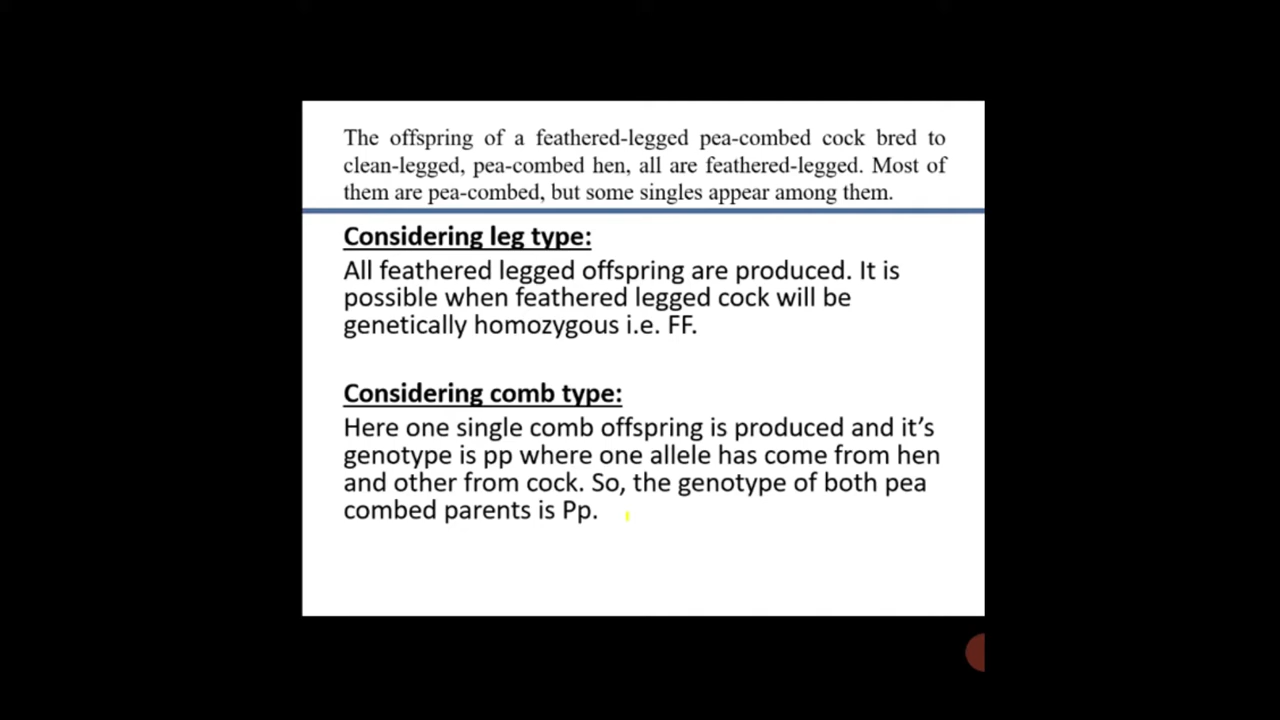 The offspring of a feathered-legged pea-combed cock bred to
clean-legged, pea-combed hen, all are feathered-legged. Most of
them are pea-combed, but some singles appear among them.
Considering leg type:
All feathered legged offspring are produced. It is
possible when feathered legged cock will be
genetically homozygous i.e. FF.
Considering comb type:
Here one single comb offspring is produced and it's
genotype is pp where one allele has come from hen
and other from cock. So, the genotype of both pea
combed parents is Pp.